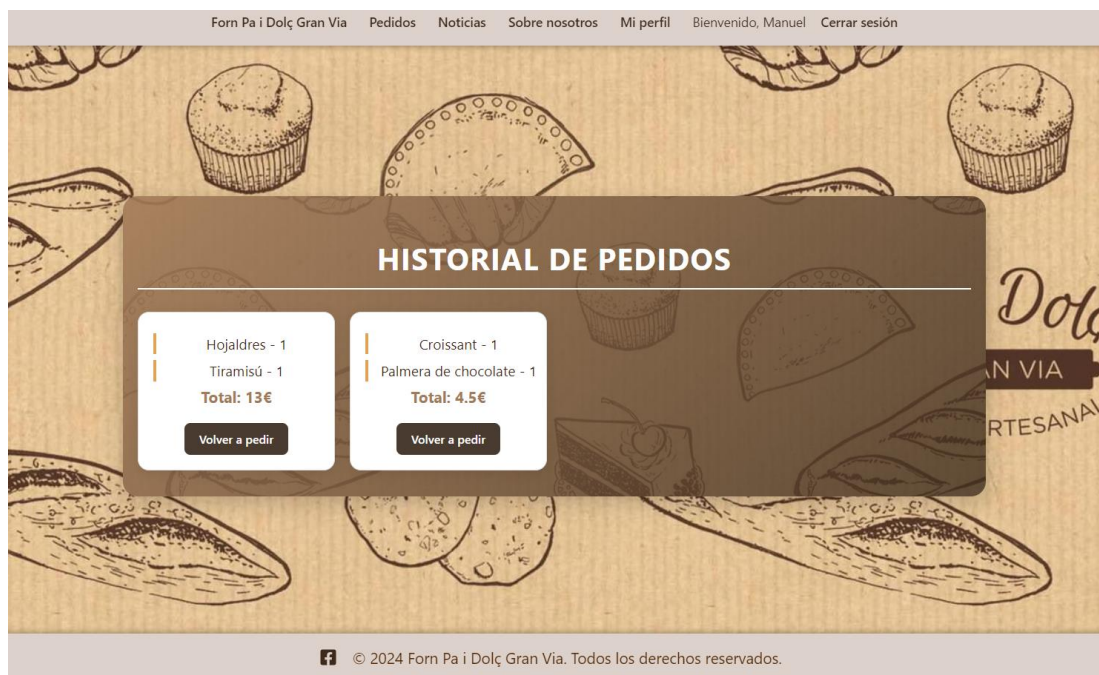 Forn Pa i Dolç Gran Via Pedidos Noticias Sobre nosotros Mi perfil Bienvenido, Manuel Cerrar sesión
HISTORIAL DE PEDIDOS
Hojaldres - 1
Tiramisú - 1
Total: 13€
Volver a pedir
Croissant - 1
Palmera de chocolate - 1
Total: 4.5€
Volver a pedir
VIA
© 2024 Forn Pa i Dolç Gran Via. Todos los derechos reservados.